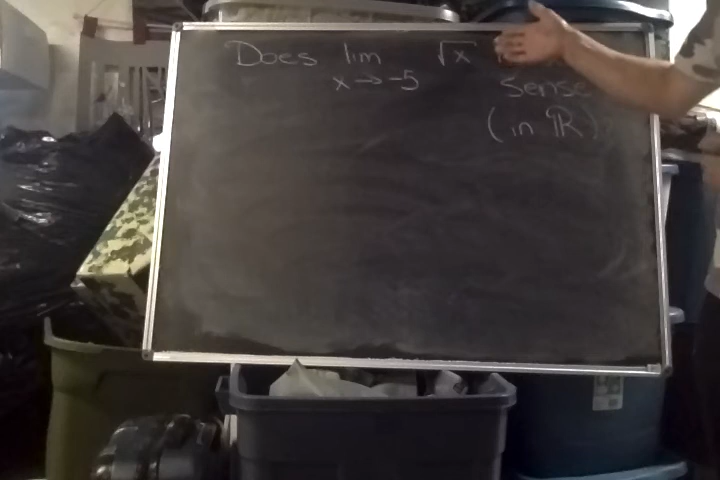 Does lim √x
x → -5 Sense
(in ℝ)